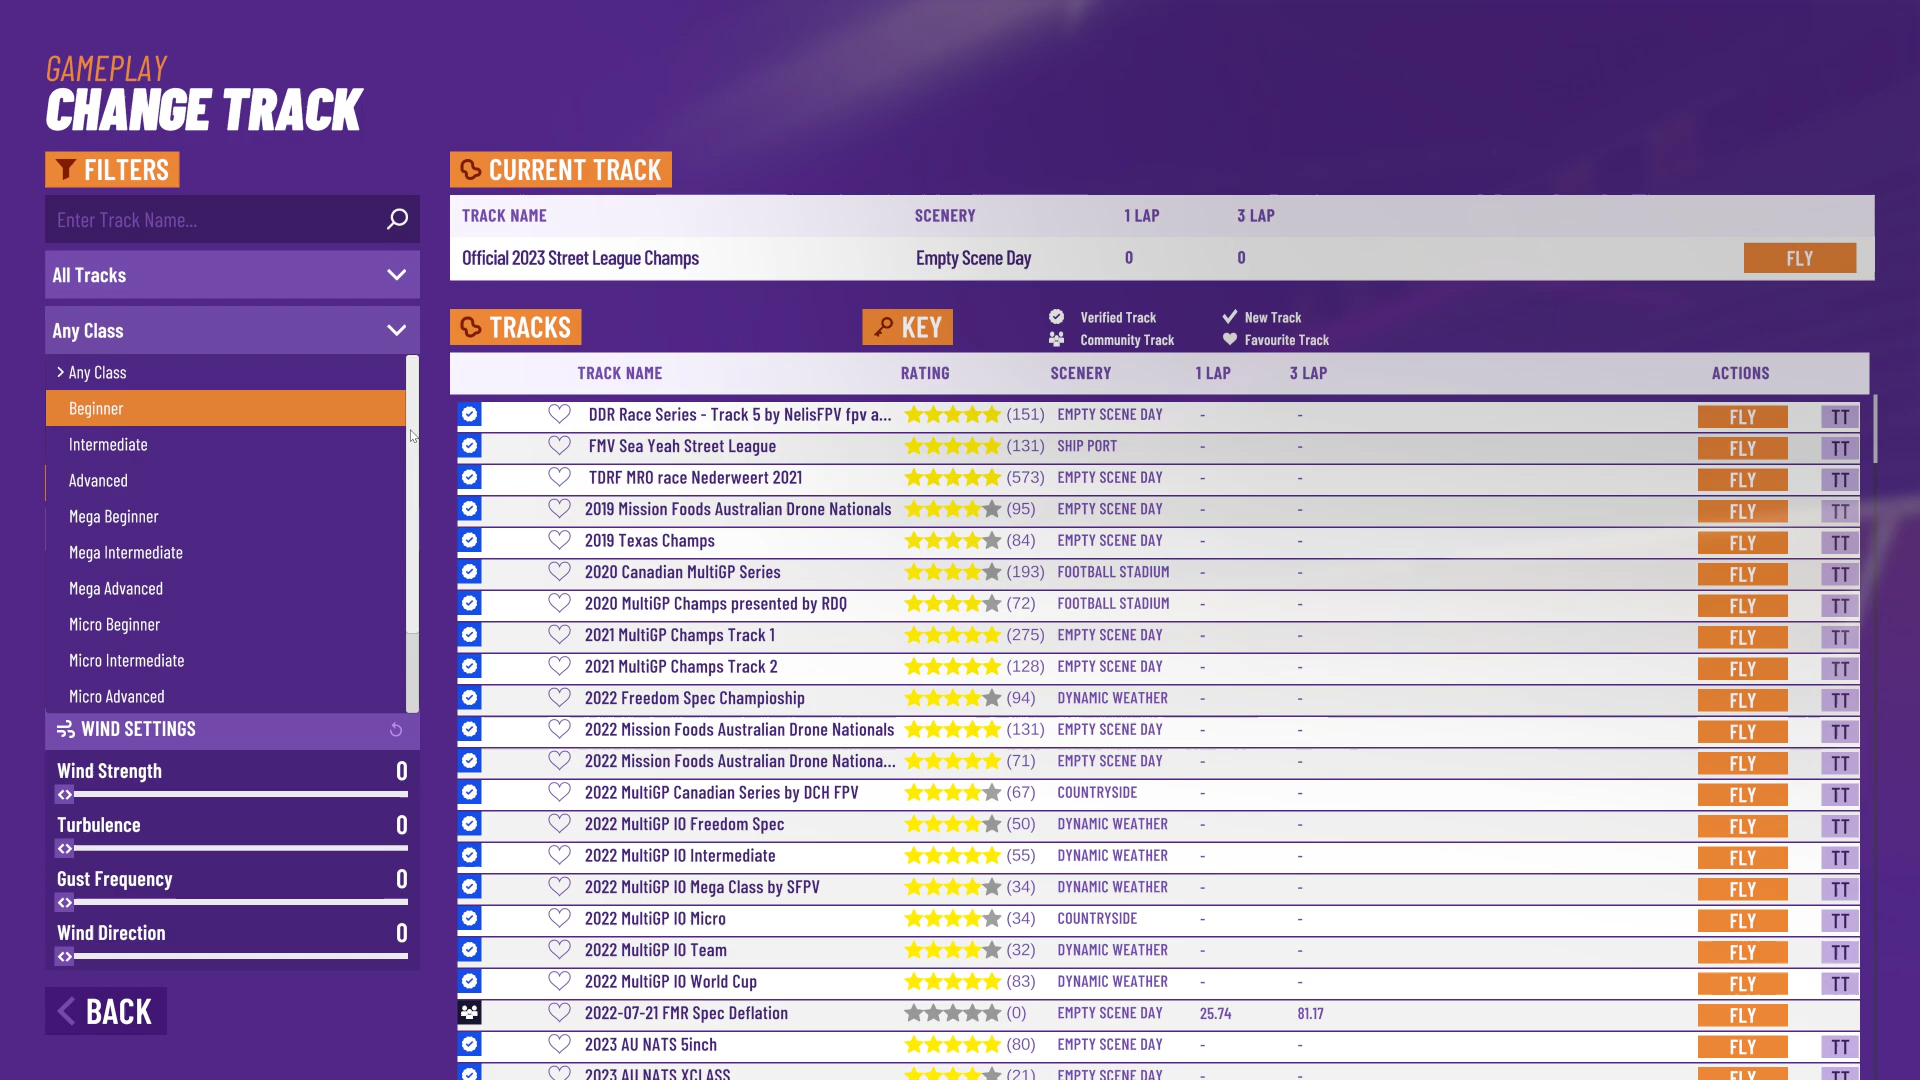 GAMEPLAY
CHANGE TRACK
FILTERS
Enter Track Name...
All Tracks
Any Class
> Any Class
Beginner
Intermediate
Advanced
Mega Beginner
Mega Intermediate
Mega Advanced
Micro Beginner
Micro Intermediate
Micro Advanced
WIND SETTINGS
Wind Strength 0
Turbulence 0
Gust Frequency 0
Wind Direction 0
BACK
CURRENT TRACK
TRACK NAME SCENERY 1 LAP 3 LAP
Official 2023 Street League Champs Empty Scene Day 0 0 FLY
TRACKS
KEY
Verified Track New Track
Community Track Favourite Track
TRACK NAME RATING SCENERY 1 LAP 3 LAP ACTIONS
DDR Race Series - Track 5 by NelisFPV fpv a... (151) EMPTY SCENE DAY - - FLY TT
FMV Sea Yeah Street League (131) SHIP PORT - - FLY TT
TDRF MRO race Nederweert 2021 (573) EMPTY SCENE DAY - - FLY TT
2019 Mission Foods Australian Drone Nationals (95) EMPTY SCENE DAY - - FLY TT
2019 Texas Champs (84) EMPTY SCENE DAY - - FLY TT
2020 Canadian MultiGP Series (193) FOOTBALL STADIUM - - FLY TT
2020 MultiGP Champs presented by RDQ (72) FOOTBALL STADIUM - - FLY TT
2021 MultiGP Champs Track 1 (275) EMPTY SCENE DAY - - FLY TT
2021 MultiGP Champs Track 2 (128) EMPTY SCENE DAY - - FLY TT
2022 Freedom Spec Champioship (94) DYNAMIC WEATHER - - FLY TT
2022 Mission Foods Australian Drone Nationals (131) EMPTY SCENE DAY - - FLY TT
2022 Mission Foods Australian Drone Nationa... (71) EMPTY SCENE DAY - - FLY TT
2022 MultiGP Canadian Series by DCH FPV (67) COUNTRYSIDE - - FLY TT
2022 MultiGP IO Freedom Spec (50) DYNAMIC WEATHER - - FLY TT
2022 MultiGP IO Intermediate (55) DYNAMIC WEATHER - - FLY TT
2022 MultiGP IO Mega Class by SFPV (34) DYNAMIC WEATHER - - FLY TT
2022 MultiGP IO Micro (34) COUNTRYSIDE - - FLY TT
2022 MultiGP IO Team (32) DYNAMIC WEATHER - - FLY TT
2022 MultiGP IO World Cup (83) DYNAMIC WEATHER - - FLY TT
2022-07-21 FMR Spec Deflation (0) EMPTY SCENE DAY 25.74 81.17 FLY
2023 AU NATS 5inch (80) EMPTY SCENE DAY - - FLY TT
2023 AU NATS XCLASS (21) EMPTY SCENE DAY - - FLY TT